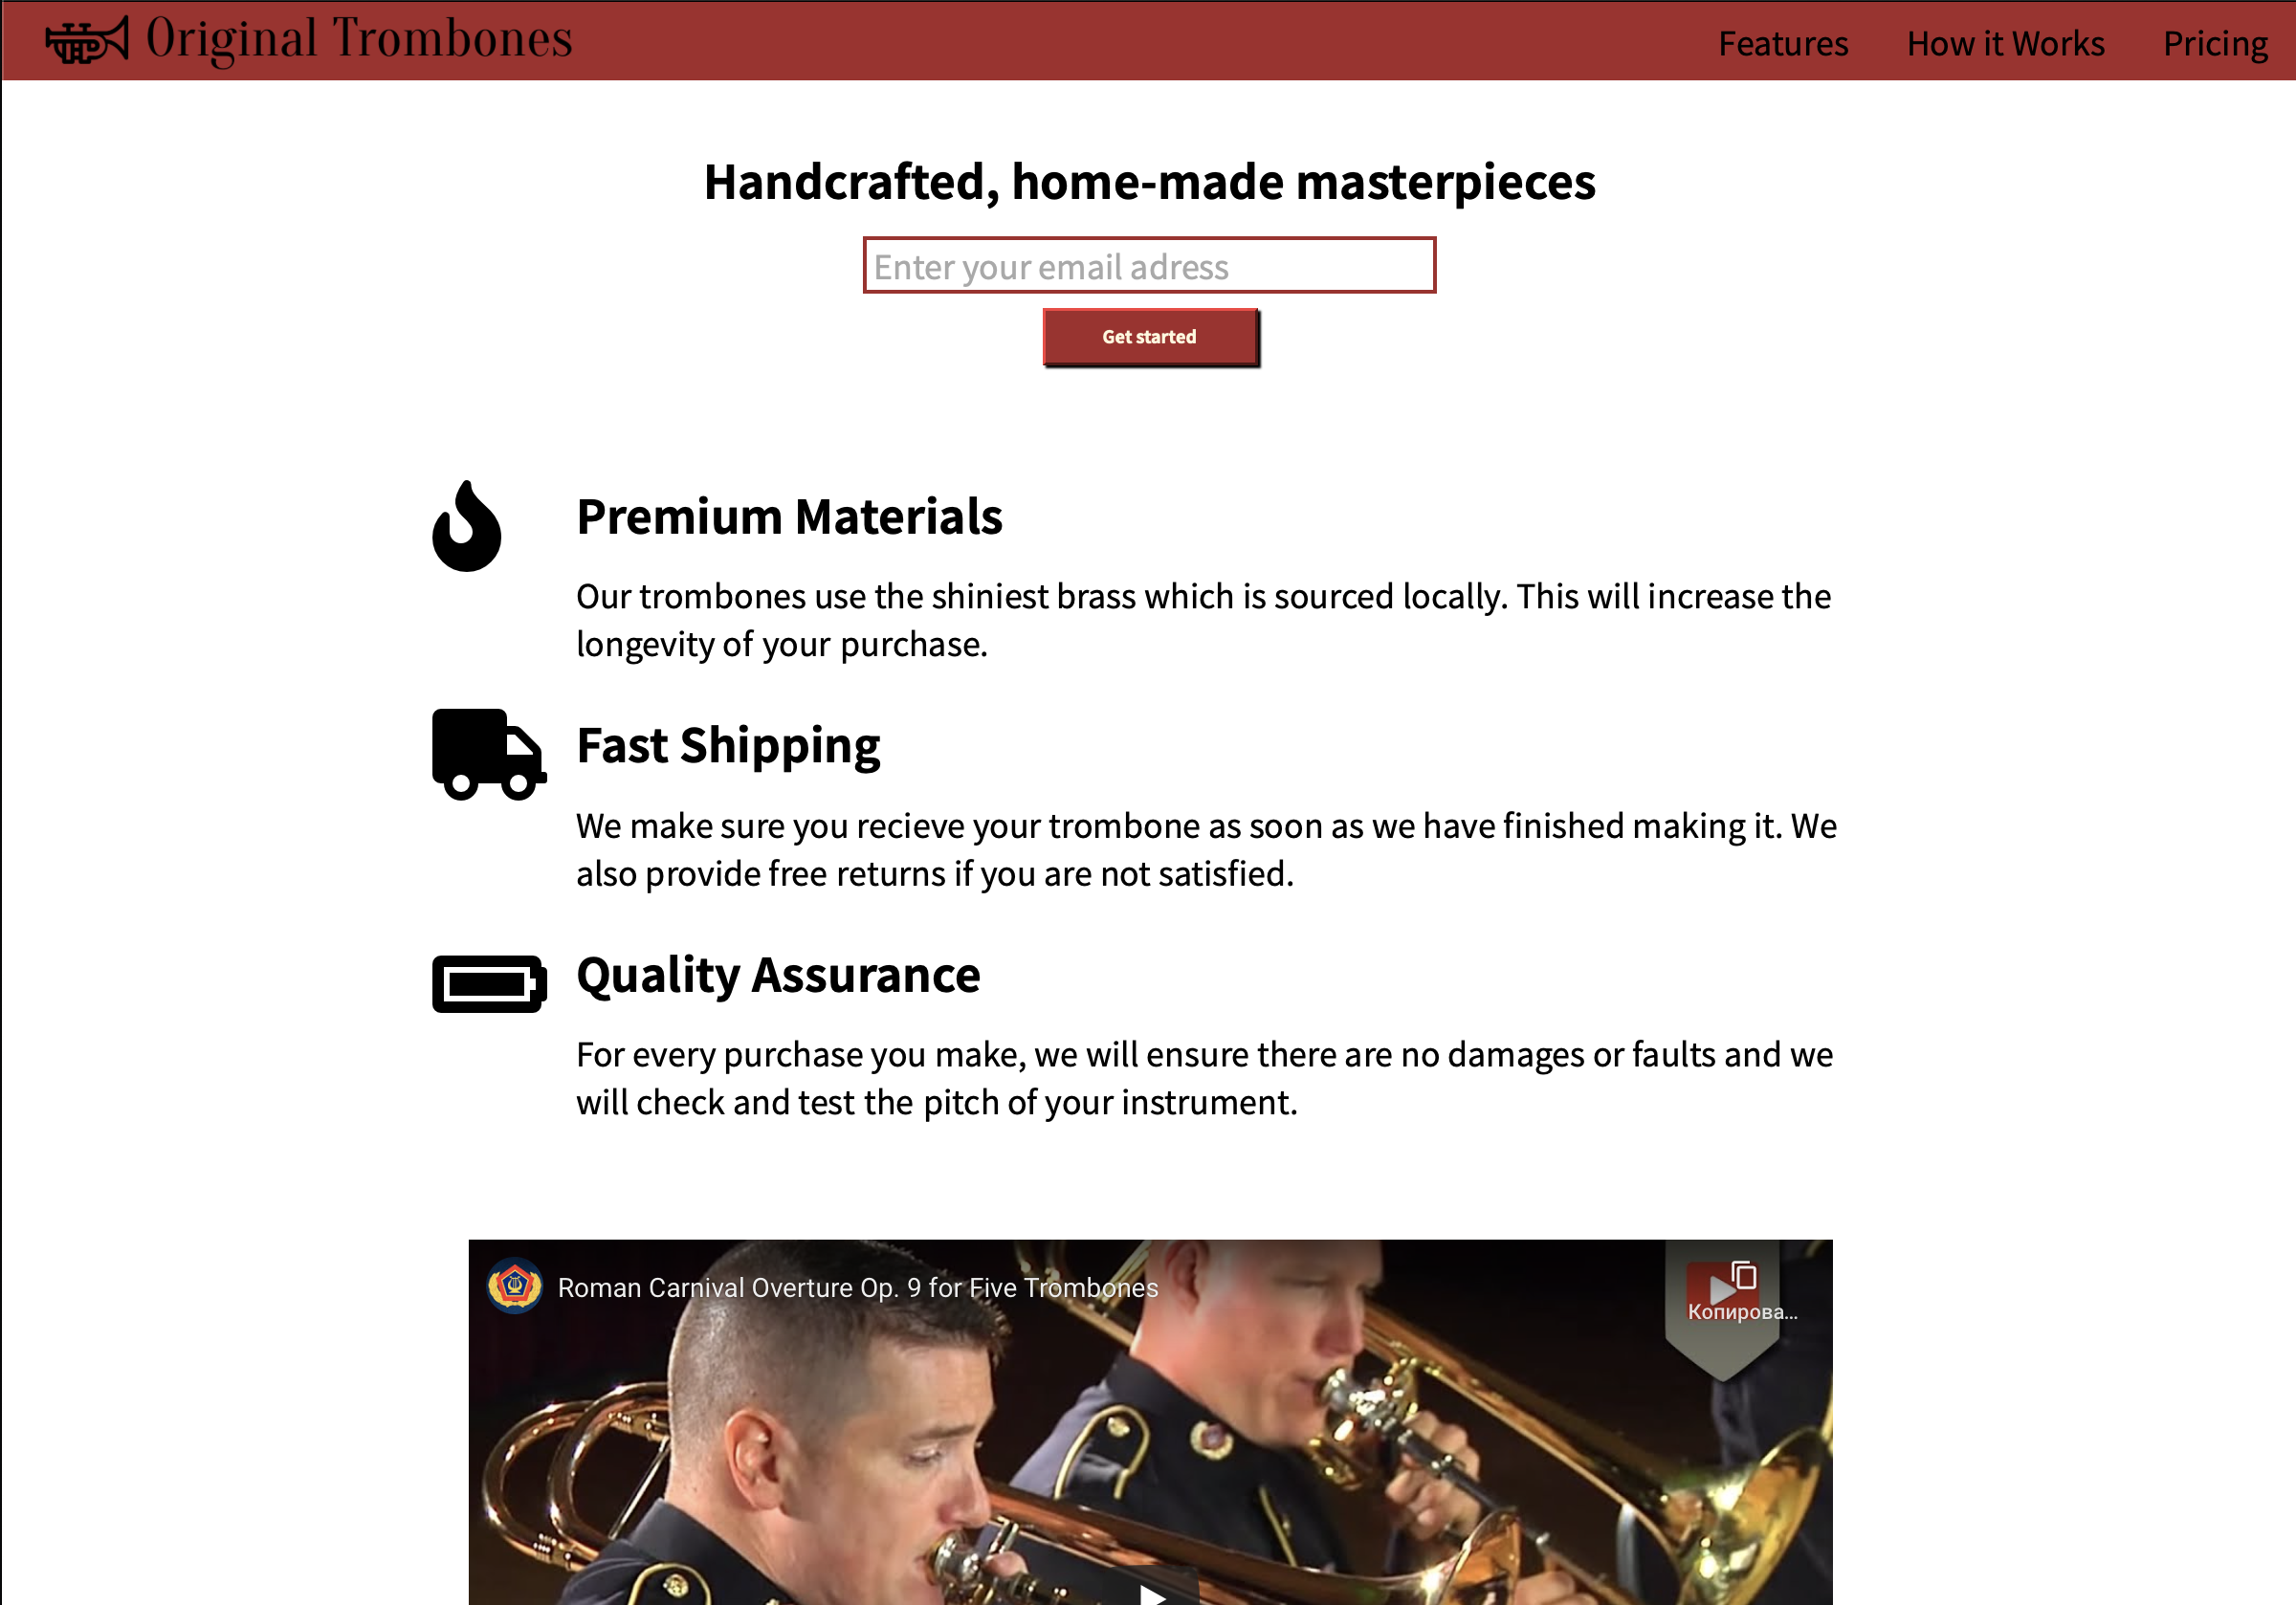 Original Trombones
Features How it Works Pricing
Handcrafted, home-made masterpieces
Enter your email adress
Get started
Premium Materials
Our trombones use the shiniest brass which is sourced locally. This will increase the
longevity of your purchase.
Fast Shipping
We make sure you recieve your trombone as soon as we have finished making it. We
also provide free returns if you are not satisfied.
Quality Assurance
For every purchase you make, we will ensure there are no damages or faults and we
will check and test the pitch of your instrument.
Roman Carnival Overture Op. 9 for Five Trombones
Копирова...